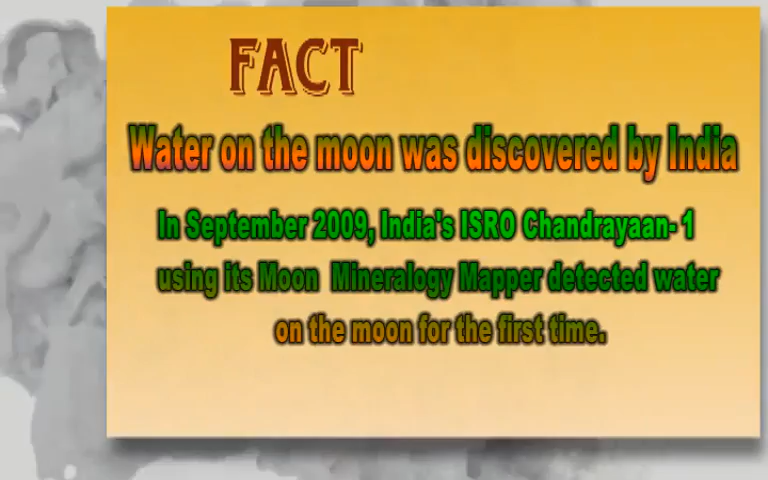 FACT
Water on the moon was discovered by India
In September 2009, India's ISRO Chandrayaan- 1
using its Moon Mineralogy Mapper detected water
on the moon for the first time.